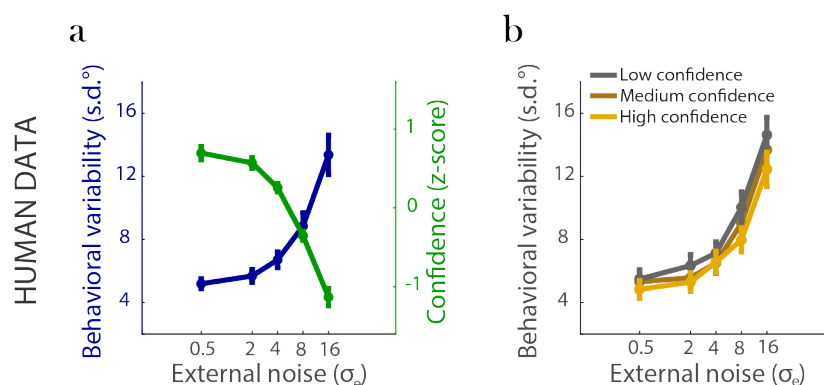 a
b
HUMAN DATA
Behavioral variability (s.d.°)
16
12
8
4
1
0
-1
Confidence (z-score)
0.5 2 4 8 16
External noise (σe)
Behavioral variability (s.d.°)
16
12
8
4
Low confidence
Medium confidence
High confidence
0.5 2 4 8 16
External noise (σe)